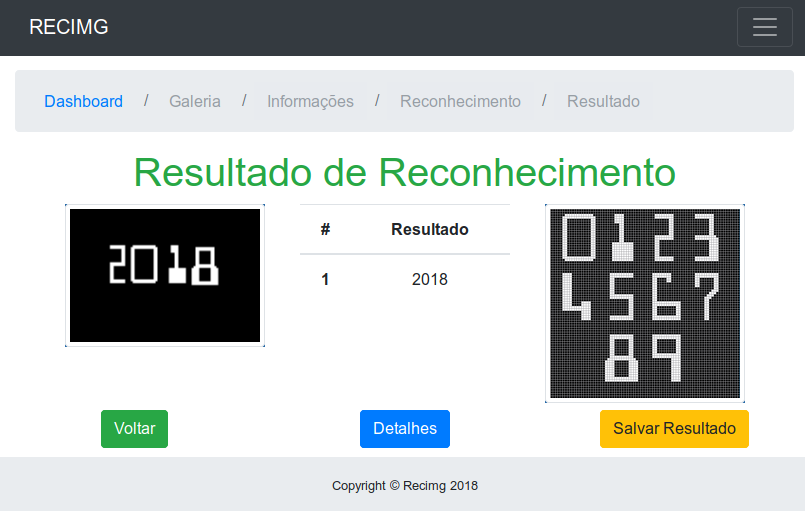 RECIMG
Dashboard / Galeria / Informações / Reconhecimento / Resultado
Resultado de Reconhecimento
2018
# Resultado
1 2018
0123
4567
89
Voltar Detalhes Salvar Resultado
Copyright © Recimg 2018